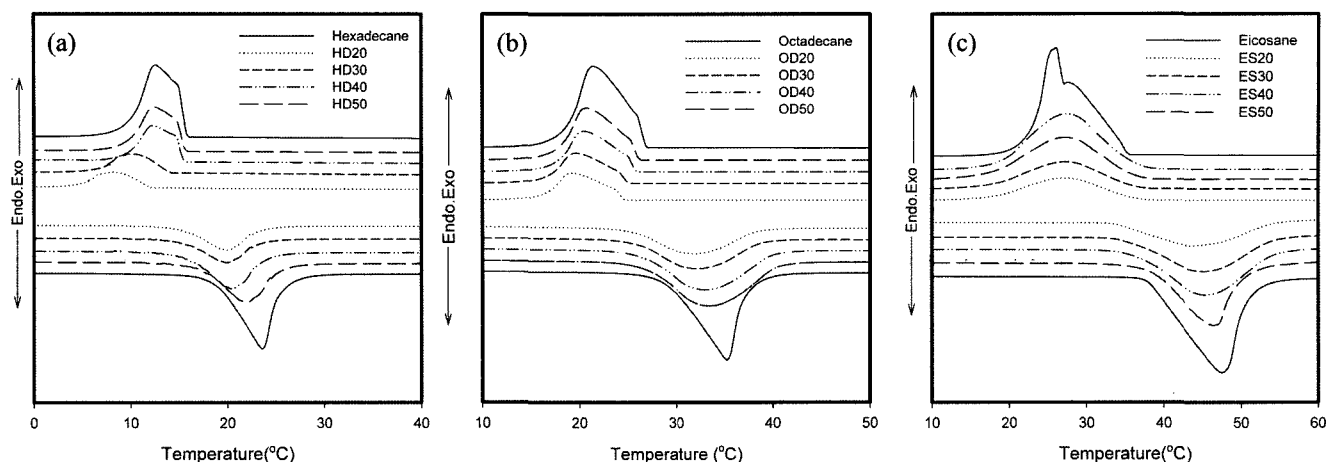 (a)
Hexadecane
HD20
HD30
HD40
HD50
Endo.Exo
0 10 20 30 40
Temperature(°C)
(b)
Octadecane
OD20
OD30
OD40
OD50
Endo.Exo
10 20 30 40 50
Temperature (°C)
(c)
Eicosane
ES20
ES30
ES40
ES50
Endo.Exo
10 20 30 40 50 60
Temperature(°C)